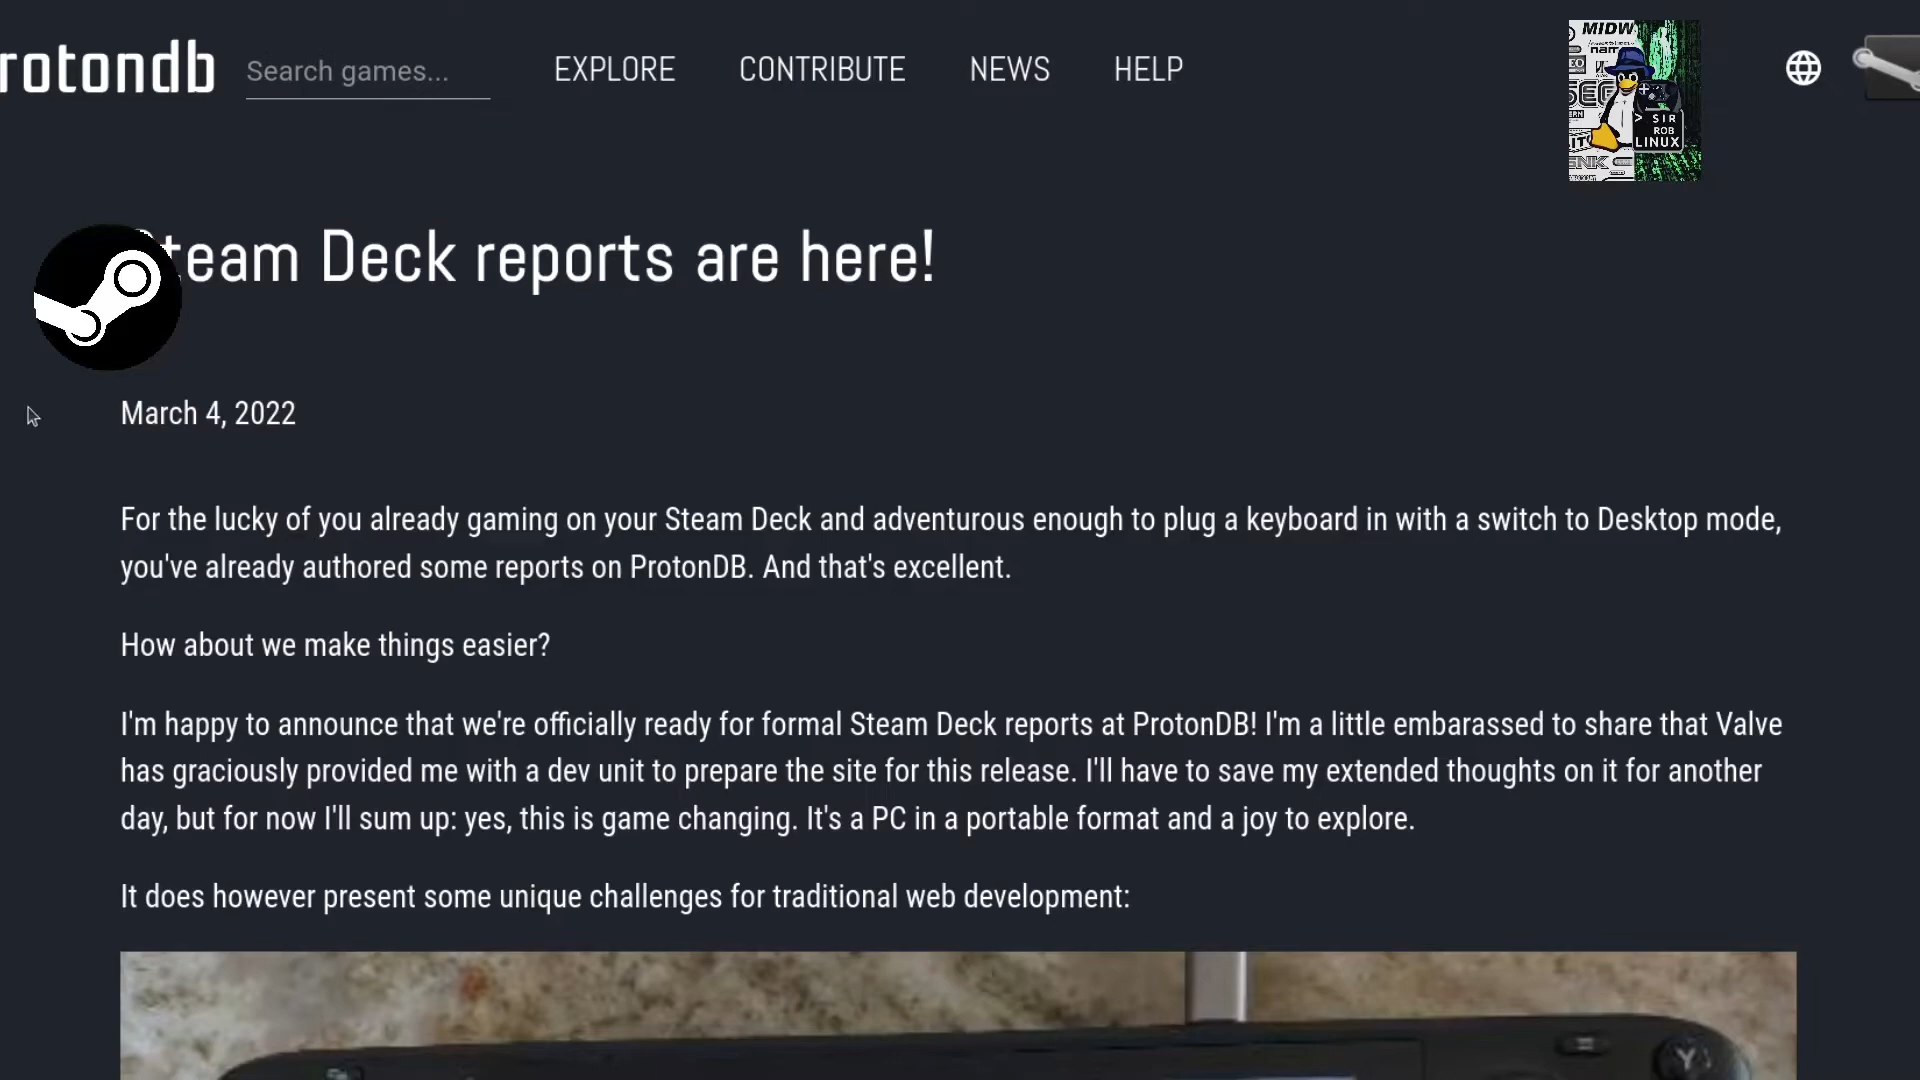 rotondb
Search games...
EXPLORE
CONTRIBUTE
NEWS
HELP
MIDW
SEG
> SIR
ROB
LINUX
team Deck reports are here!
March 4, 2022
For the lucky of you already gaming on your Steam Deck and adventurous enough to plug a keyboard in with a switch to Desktop mode,
you've already authored some reports on ProtonDB. And that's excellent.
How about we make things easier?
I'm happy to announce that we're officially ready for formal Steam Deck reports at ProtonDB! I'm a little embarassed to share that Valve
has graciously provided me with a dev unit to prepare the site for this release. I'll have to save my extended thoughts on it for another
day, but for now I'll sum up: yes, this is game changing. It's a PC in a portable format and a joy to explore.
It does however present some unique challenges for traditional web development:
Y